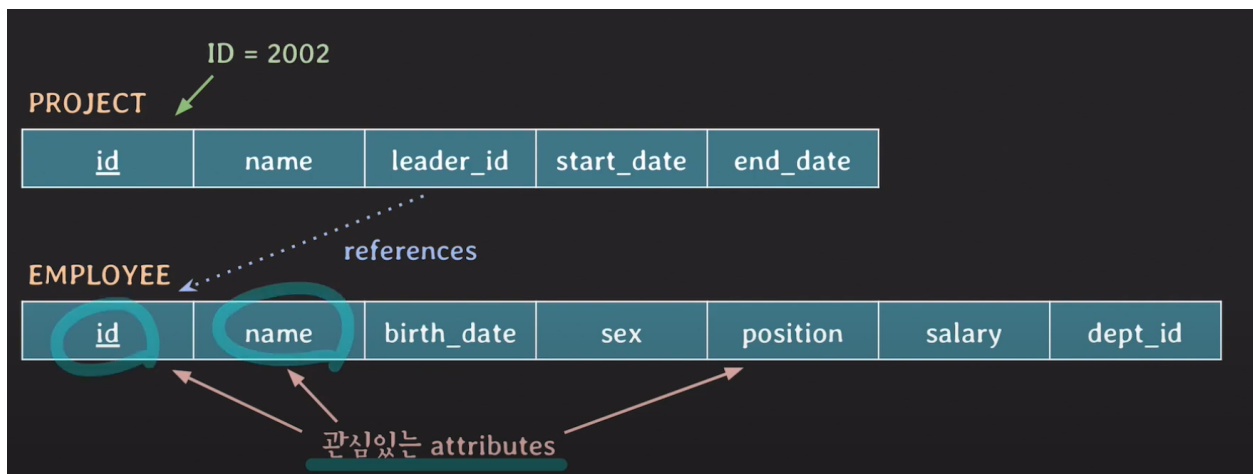 ID = 2002
PROJECT
id name leader_id start_date end_date
references
EMPLOYEE
id name birth_date sex position salary dept_id
관심있는 attributes